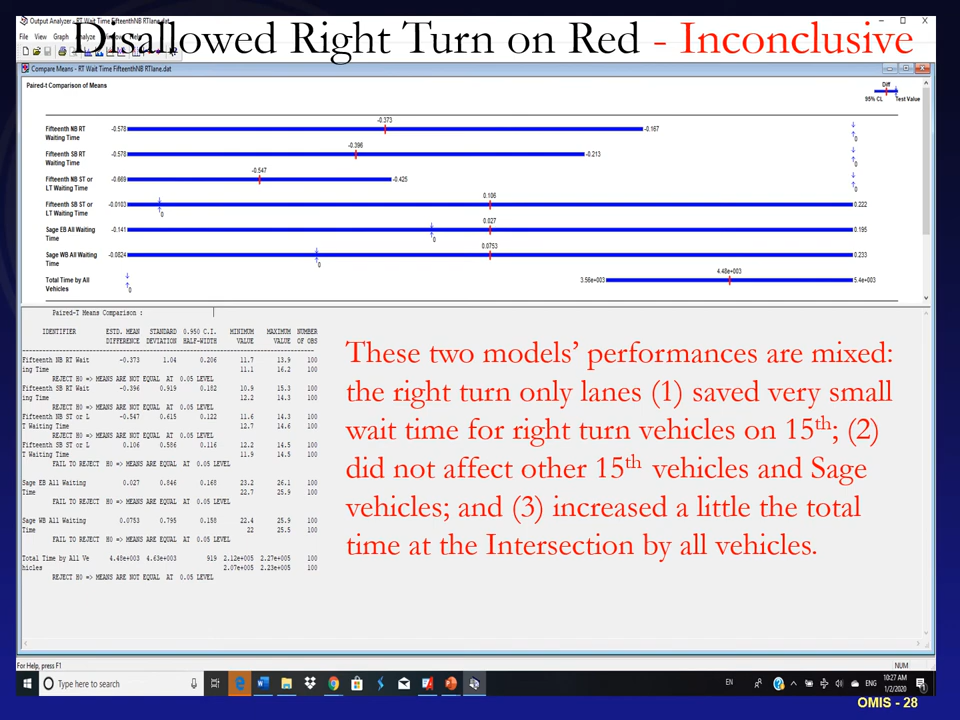 Output Analyzer - RT Wait Time FifteenthNB RTlane.dat
Disallowed Right Turn on Red - Inconclusive
File View Graph Analyze Window Help
Compare Means - RT Wait Time FifteenthNB RTlane.dat
Paired-t Comparison of Means
Diff
95% CL Test Value
-0.373
Fifteenth NB RT -0.578 -0.167
Waiting Time 0
-0.396
Fifteenth SB RT -0.578 -0.213
Waiting Time 0
-0.547
Fifteenth NB ST or -0.669 -0.425
LT Waiting Time 0
0.106
Fifteenth SB ST or -0.0103 0.222
LT Waiting Time 0
0.027
Sage EB All Waiting -0.141 0.195
Time 0
0.0753
Sage WB All Waiting -0.0824 0.233
Time 0
4.48e+003
Total Time by All 3.56e+003 5.4e+003
Vehicles 0
Paired-T Means Comparison :
IDENTIFIER ESTD. MEAN STANDARD 0.950 C.I. MINIMUM MAXIMUM NUMBER
DIFFERENCE DEVIATION HALF-WIDTH VALUE VALUE OF OBS
Fifteenth NB RT Wait -0.373 1.04 0.206 11.7 13.9 100
ing Time 11.1 16.2 100
REJECT H0 => MEANS ARE NOT EQUAL AT 0.05 LEVEL
Fifteenth SB RT Wait -0.396 0.919 0.182 10.9 15.3 100
ing Time 12.2 14.3 100
REJECT H0 => MEANS ARE NOT EQUAL AT 0.05 LEVEL
Fifteenth NB ST or L -0.547 0.615 0.122 11.6 14.3 100
T Waiting Time 12.7 14.6 100
REJECT H0 => MEANS ARE NOT EQUAL AT 0.05 LEVEL
Fifteenth SB ST or L 0.106 0.586 0.116 12.2 14.5 100
T Waiting Time 11.9 14.5 100
FAIL TO REJECT H0 => MEANS ARE EQUAL AT 0.05 LEVEL
Sage EB All Waiting 0.027 0.846 0.168 23.2 26.1 100
Time 22.7 25.9 100
FAIL TO REJECT H0 => MEANS ARE EQUAL AT 0.05 LEVEL
Sage WB All Waiting 0.0753 0.795 0.158 22.4 25.9 100
Time 22 25.5 100
FAIL TO REJECT H0 => MEANS ARE EQUAL AT 0.05 LEVEL
Total Time by All Ve 4.48e+003 4.63e+003 919 2.12e+005 2.27e+005 100
hicles 2.07e+005 2.23e+005 100
REJECT H0 => MEANS ARE NOT EQUAL AT 0.05 LEVEL
These two models’ performances are mixed:
the right turn only lanes (1) saved very small
wait time for right turn vehicles on 15th; (2)
did not affect other 15th vehicles and Sage
vehicles; and (3) increased a little the total
time at the Intersection by all vehicles.
For Help, press F1 NUM
Type here to search
EN ENG 10:27 AM
1/2/2020
OMIS - 28